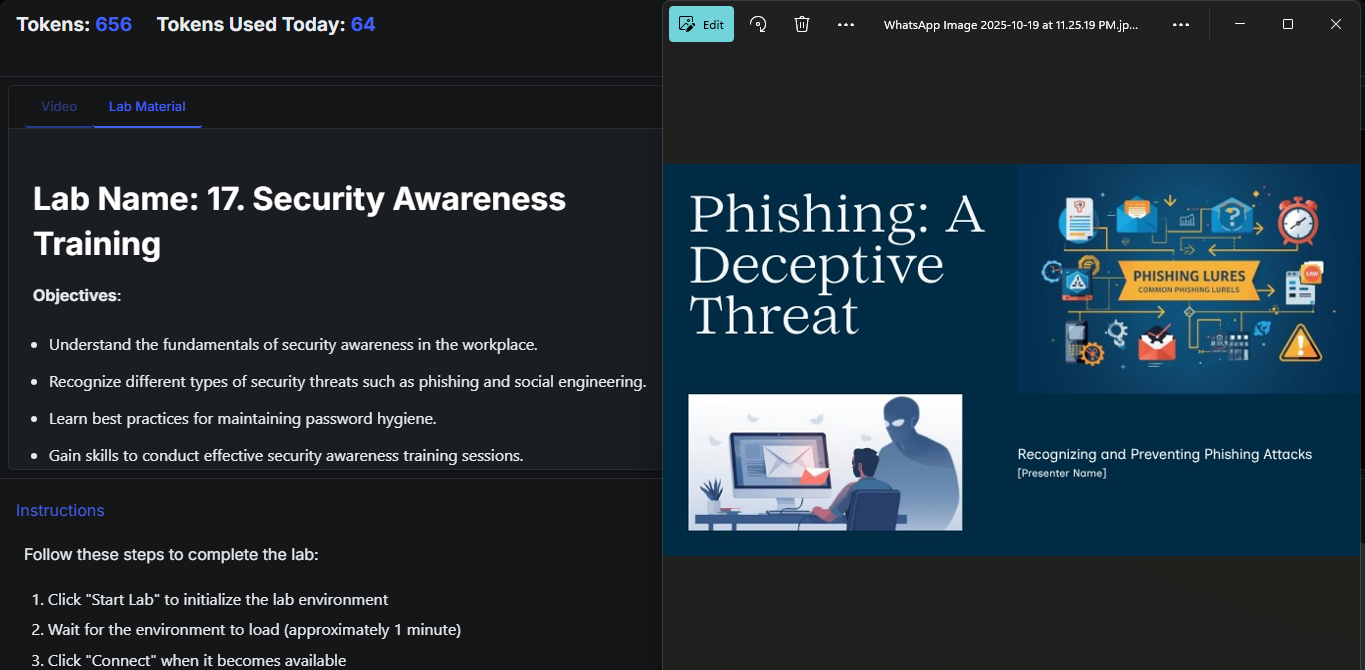 Tokens: 656 Tokens Used Today: 64
Video Lab Material
Lab Name: 17. Security Awareness
Training
Objectives:
• Understand the fundamentals of security awareness in the workplace.
• Recognize different types of security threats such as phishing and social engineering.
• Learn best practices for maintaining password hygiene.
• Gain skills to conduct effective security awareness training sessions.
Instructions
Follow these steps to complete the lab:
1. Click "Start Lab" to initialize the lab environment
2. Wait for the environment to load (approximately 1 minute)
3. Click "Connect" when it becomes available
Edit
WhatsApp Image 2025-10-19 at 11.25.19 PM.jp...
Phishing: A
Deceptive
Threat
PHISHING LURES
COMMON PHISHING LURELS
Recognizing and Preventing Phishing Attacks
[Presenter Name]